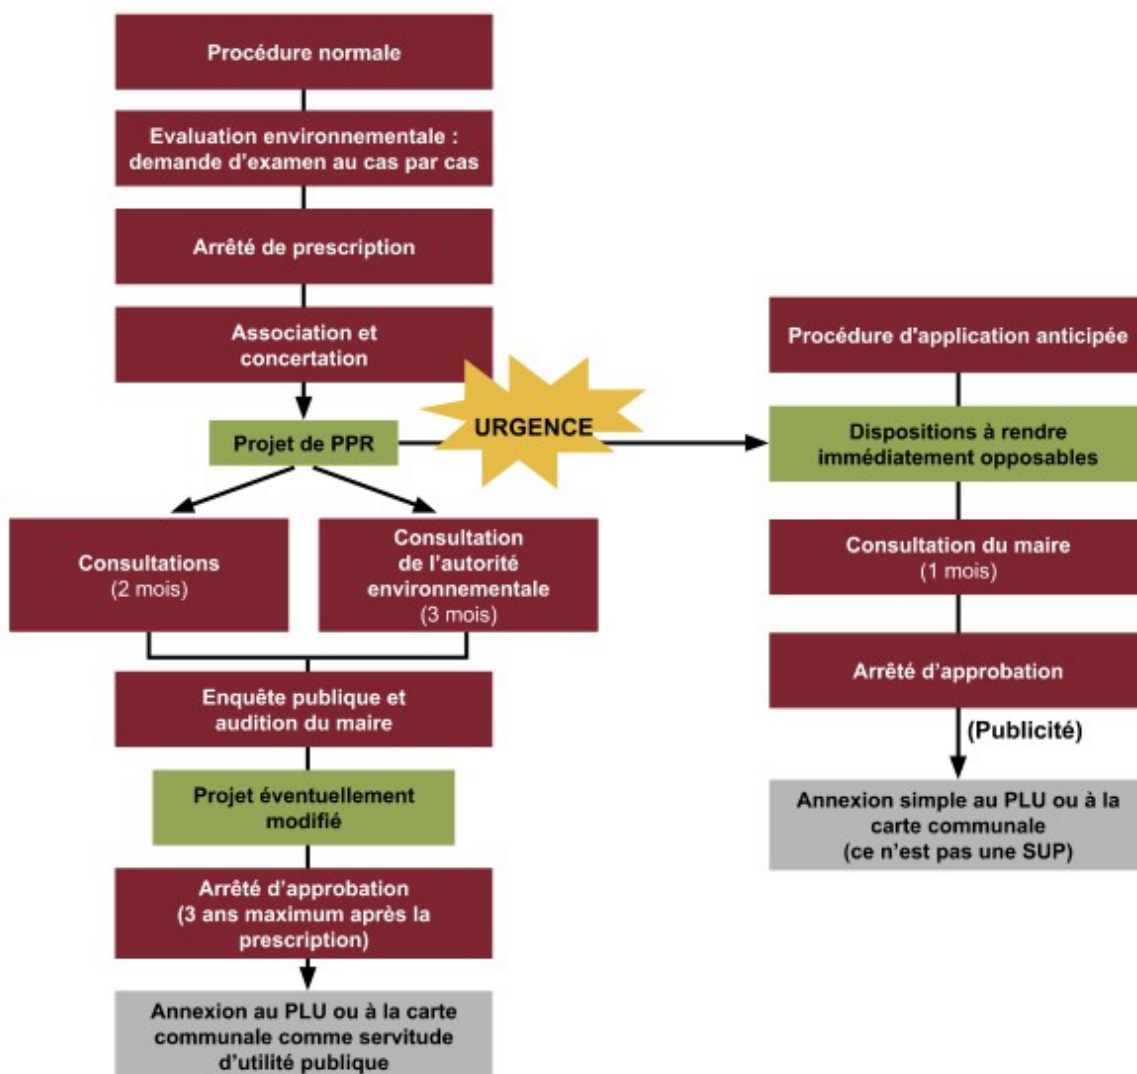 Procédure normale
Evaluation environnementale :
demande d'examen au cas par cas
Arrêté de prescription
Association et
concertation
Projet de PPR
URGENCE
Consultations
(2 mois)
Consultation
de l'autorité
environnementale
(3 mois)
Enquête publique et
audition du maire
Projet éventuellement
modifié
Arrêté d'approbation
(3 ans maximum après la
prescription)
Annexion au PLU ou à la carte
communale comme servitude
d'utilité publique
Procédure d'application anticipée
Dispositions à rendre
immédiatement opposables
Consultation du maire
(1 mois)
Arrêté d'approbation
(Publicité)
Annexion simple au PLU ou à la
carte communale
(ce n'est pas une SUP)